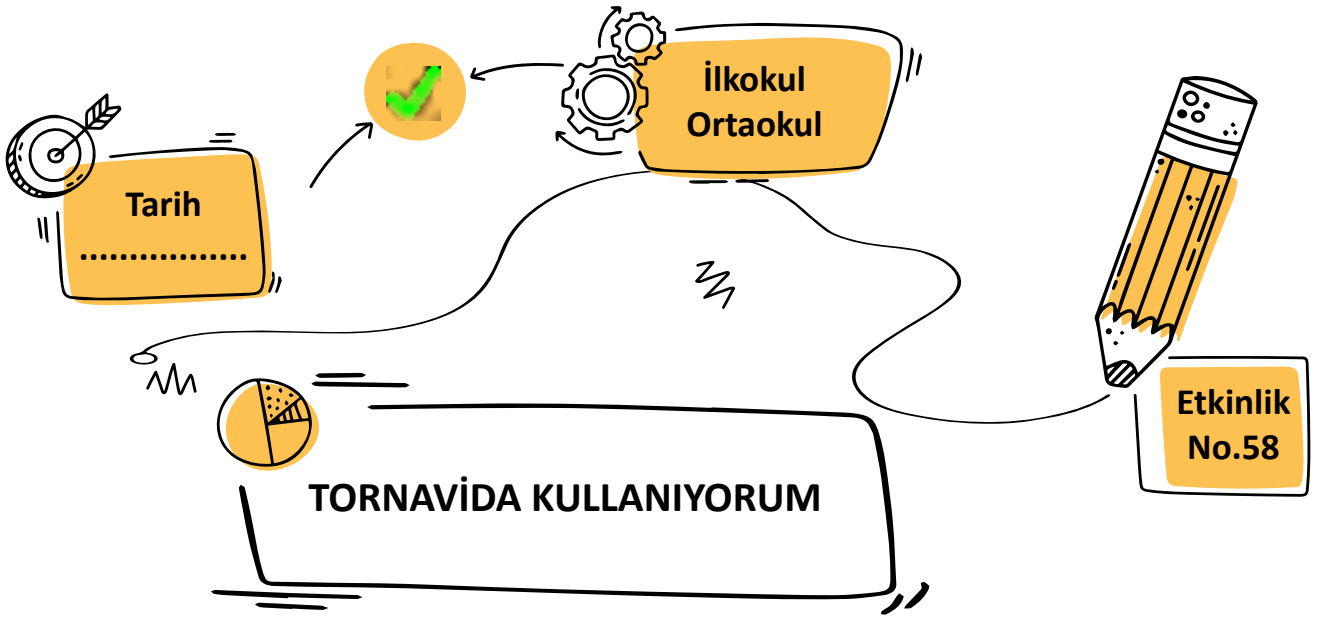 İlkokul
Ortaokul
Tarih
....................
Etkinlik
No.58
TORNAVİDA KULLANIYORUM